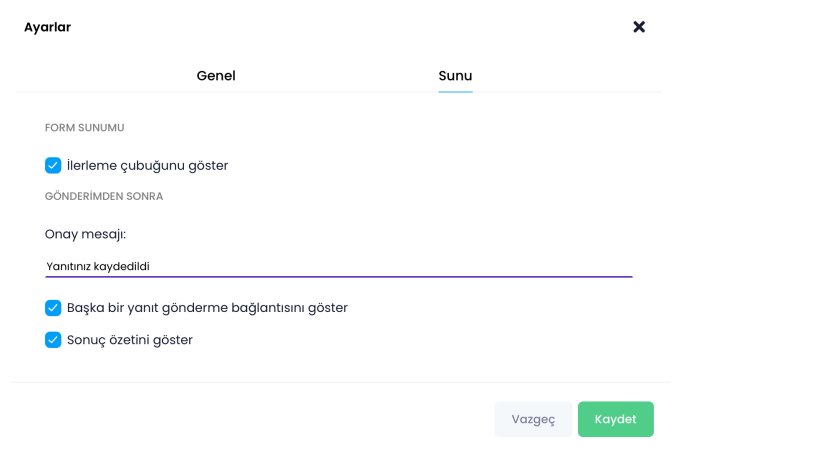 Ayarlar
Genel Sunu
FORM SUNUMU
İlerleme çubuğunu göster
GÖNDERİMDEN SONRA
Onay mesajı:
Yanıtınız kaydedildi
Başka bir yanıt gönderme bağlantısını göster
Sonuç özetini göster
Vazgeç Kaydet